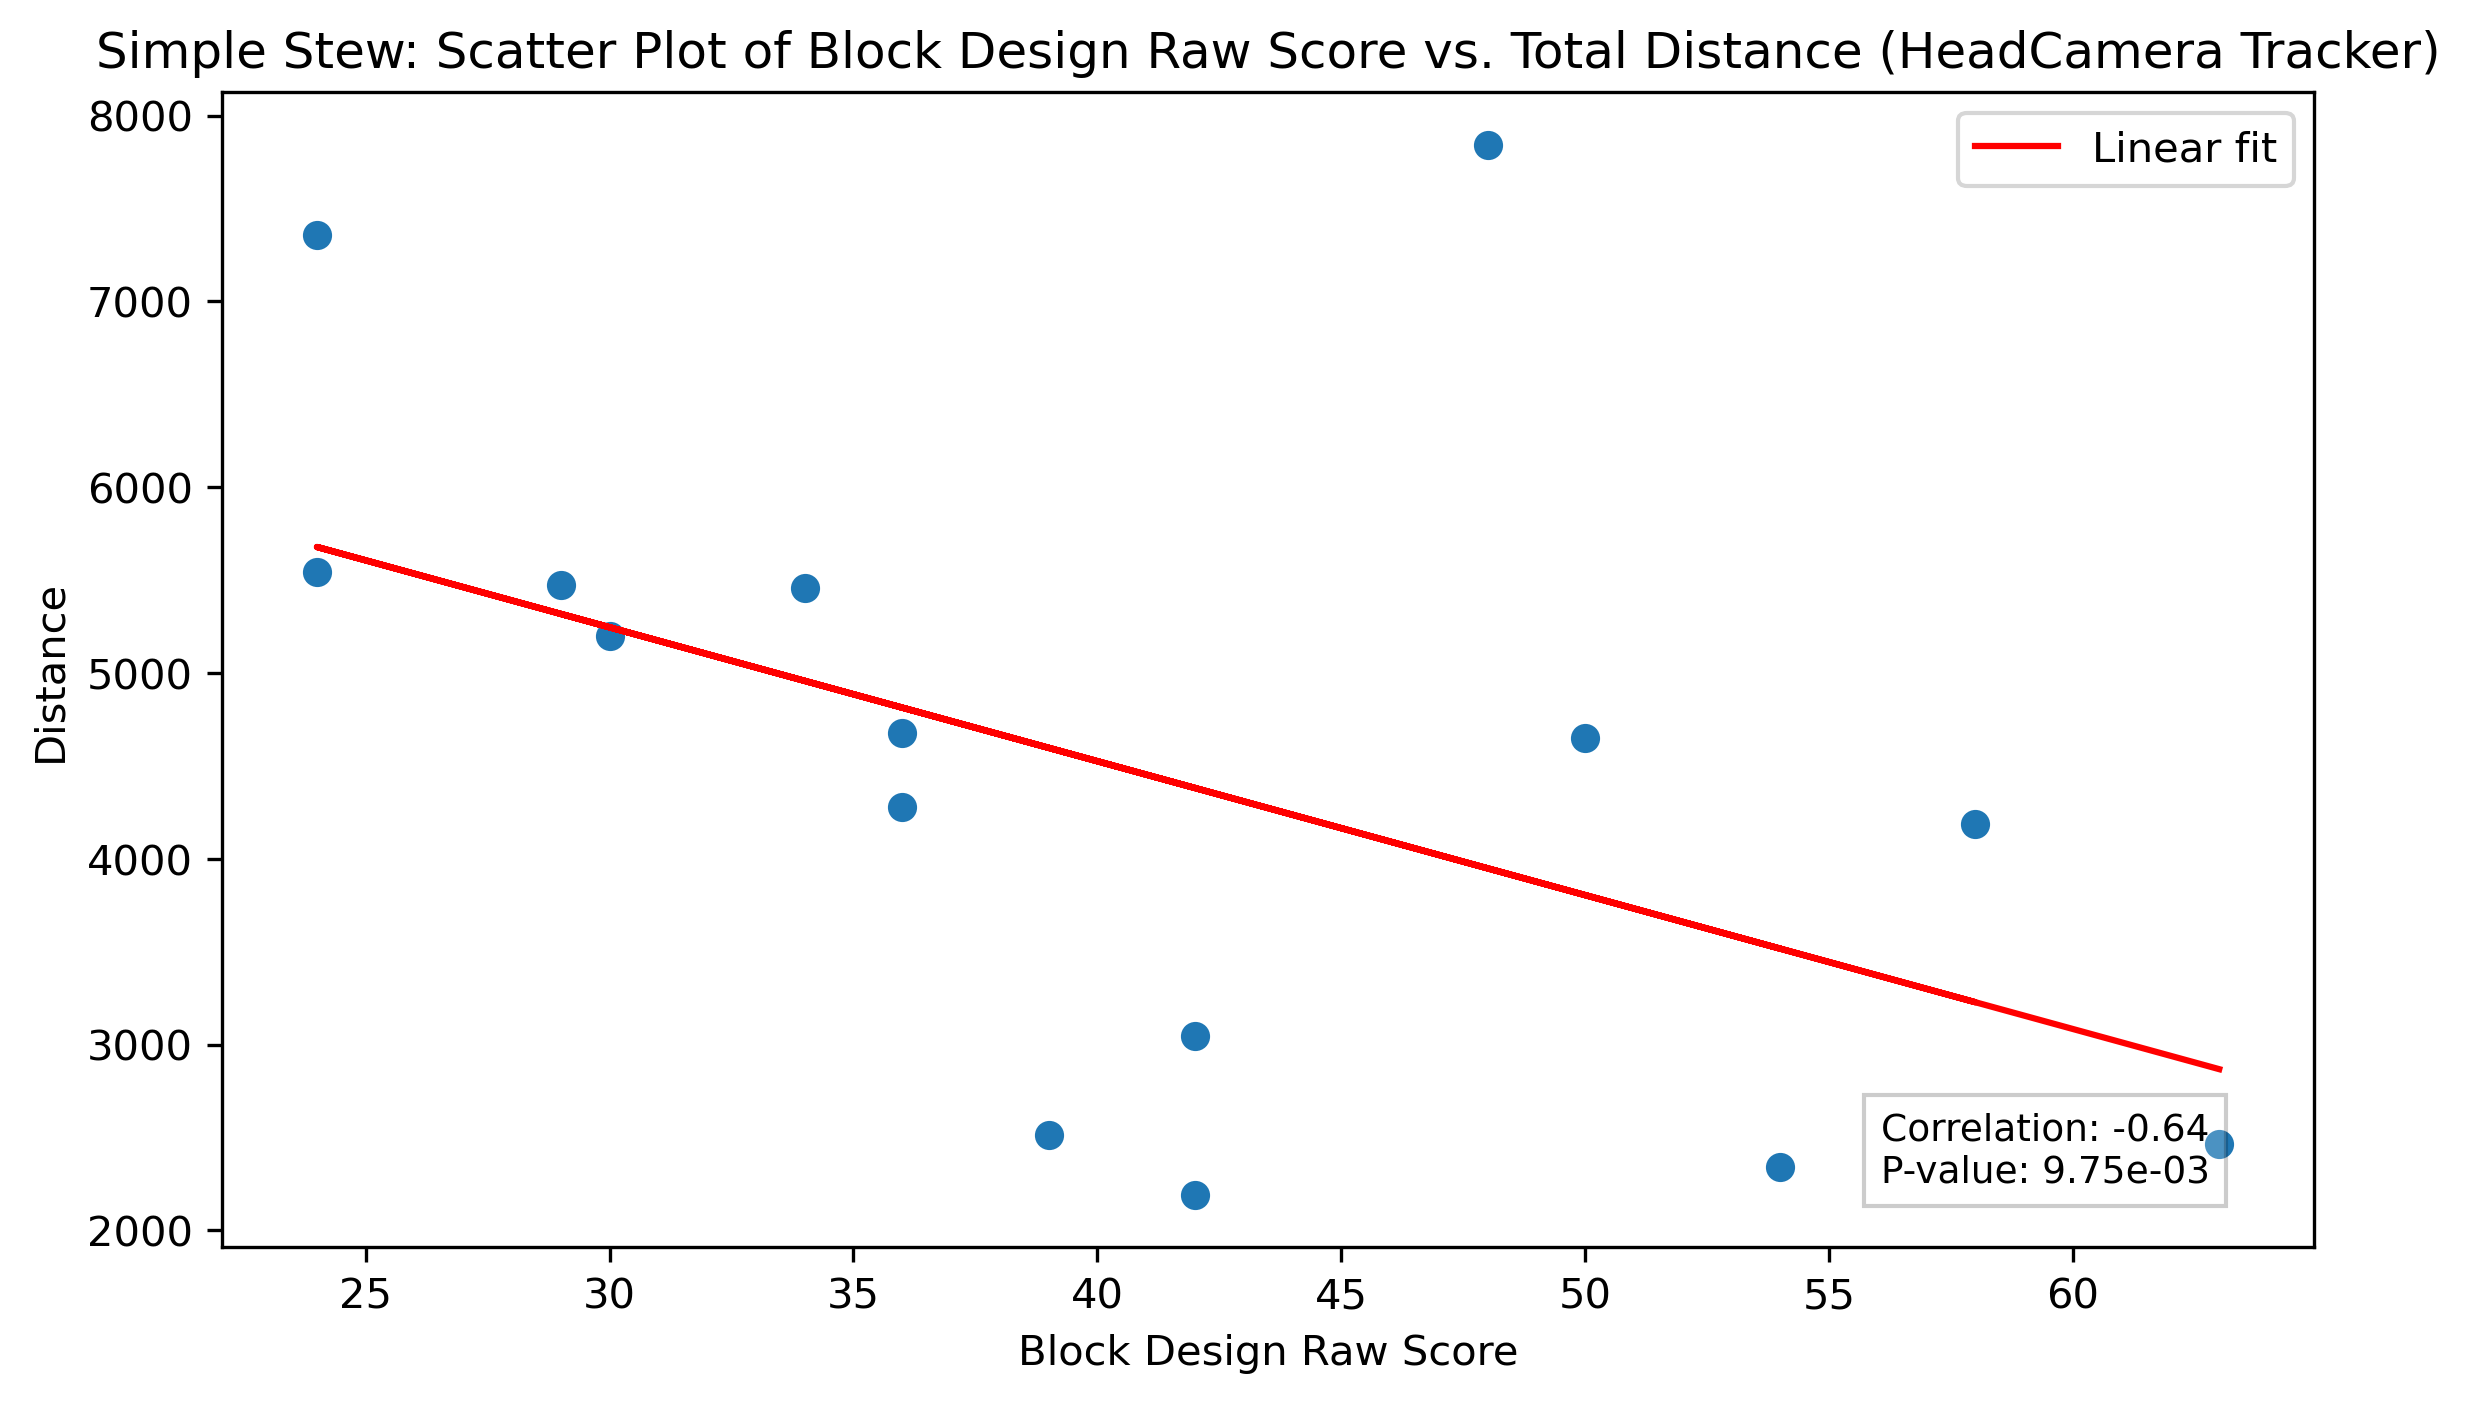 Simple Stew: Scatter Plot of Block Design Raw Score vs. Total Distance (HeadCamera Tracker)
Linear fit
8000
7000
6000
5000
4000
3000
2000
Distance
Correlation: -0.64
P-value: 9.75e-03
25 30 35 40 45 50 55 60
Block Design Raw Score